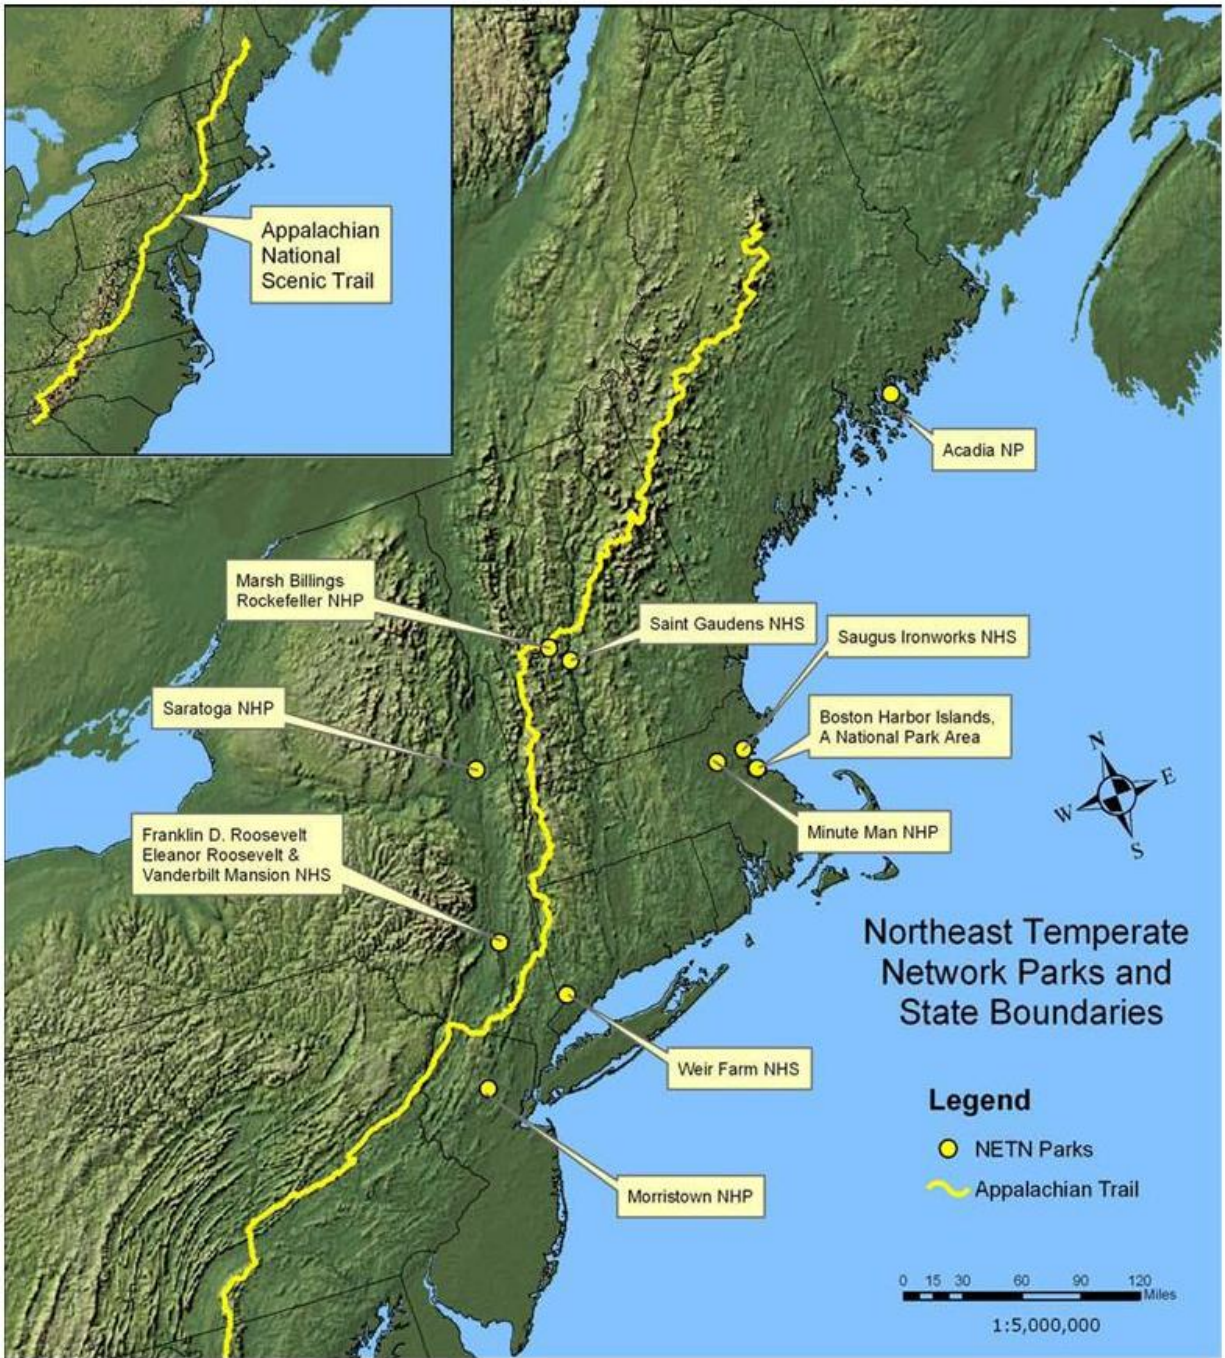 Appalachian
National
Scenic Trail
Acadia NP
Marsh Billings
Rockefeller NHP
Saint Gaudens NHS
Saugus Ironworks NHS
Saratoga NHP
Boston Harbor Islands,
A National Park Area
N
E
W
S
Franklin D. Roosevelt
Eleanor Roosevelt &
Vanderbilt Mansion NHS
Minute Man NHP
Northeast Temperate
Network Parks and
State Boundaries
Weir Farm NHS
Legend
NETN Parks
Appalachian Trail
Morristown NHP
0 15 30 60 90 120
Miles
1:5,000,000